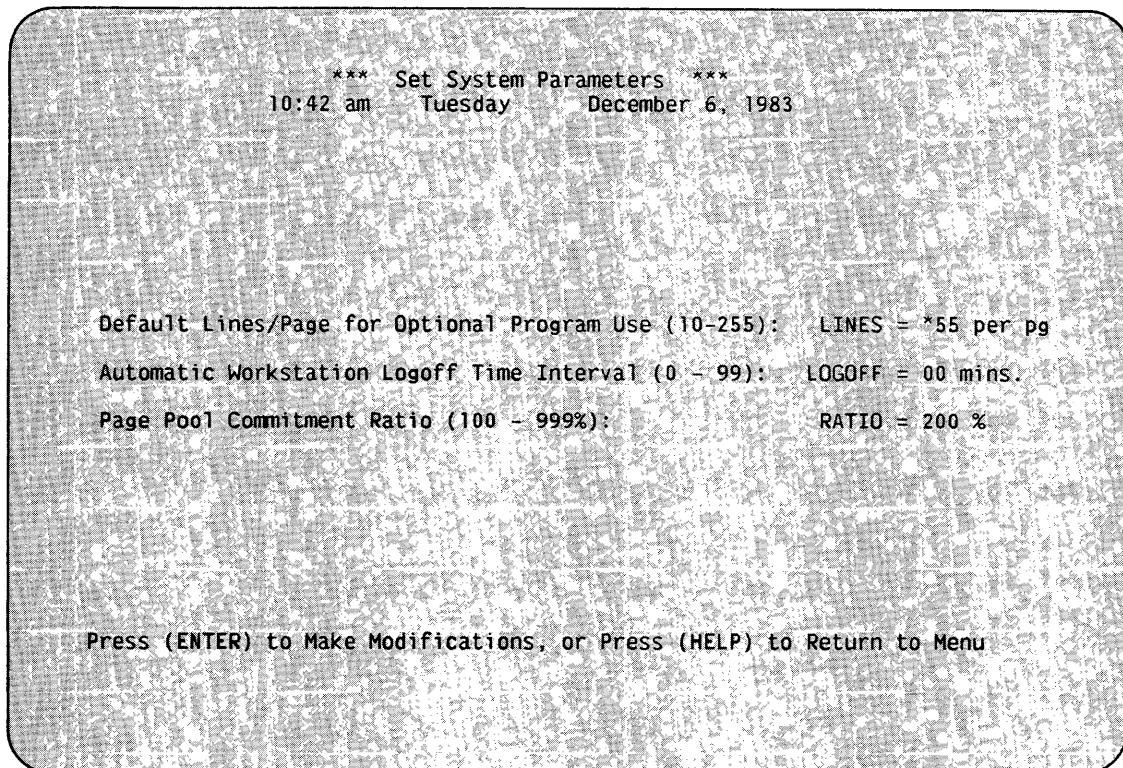 *** Set System Parameters ***
10:42 am Tuesday December 6, 1983
Default Lines/Page for Optional Program Use (10-255): LINES = *55 per pg
Automatic Workstation Logoff Time Interval (0 - 99): LOGOFF = 00 mins.
Page Pool Commitment Ratio (100 - 999%): RATIO = 200 %
Press (ENTER) to Make Modifications, or Press (HELP) to Return to Menu